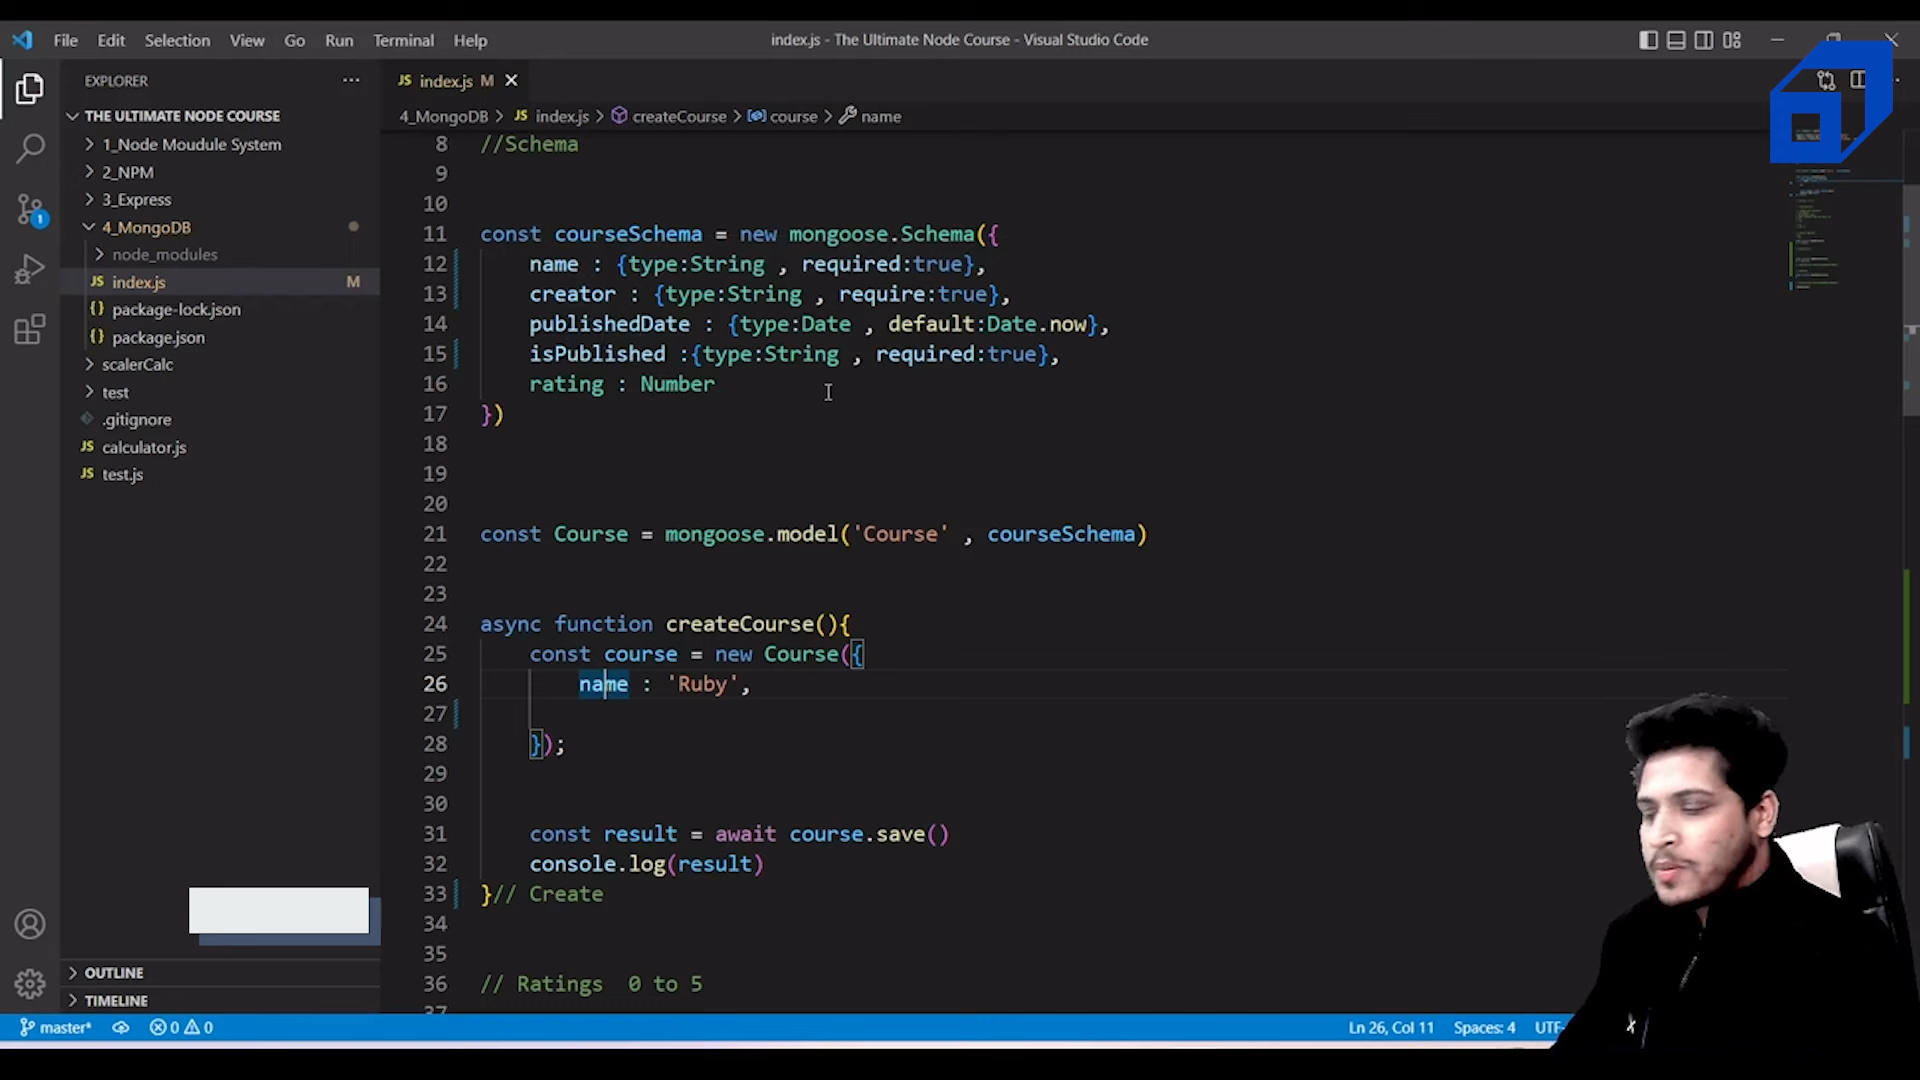 File Edit Selection View Go Run Terminal Help
index.js - The Ultimate Node Course - Visual Studio Code
EXPLORER
THE ULTIMATE NODE COURSE
1_Node Moudule System
2_NPM
3_Express
4_MongoDB
node_modules
JS index.js M
{} package-lock.json
{} package.json
scalerCalc
test
.gitignore
JS calculator.js
JS test.js
OUTLINE
TIMELINE
1
JS index.js M
4_MongoDB > JS index.js > createCourse > course > name
8 //Schema
9
10
11 const courseSchema = new mongoose.Schema({
12 name : {type:String , required:true},
13 creator : {type:String , require:true},
14 publishedDate : {type:Date , default:Date.now},
15 isPublished :{type:String , required:true},
16 rating : Number
17 })
18
19
20
21 const Course = mongoose.model('Course' , courseSchema)
22
23
24 async function createCourse(){
25 const course = new Course({
26 name : 'Ruby',
27
28 });
29
30
31 const result = await course.save()
32 console.log(result)
33 }// Create
34
35
36 // Ratings 0 to 5
37
master* 0 0
Ln 26, Col 11 Spaces: 4 UTF-